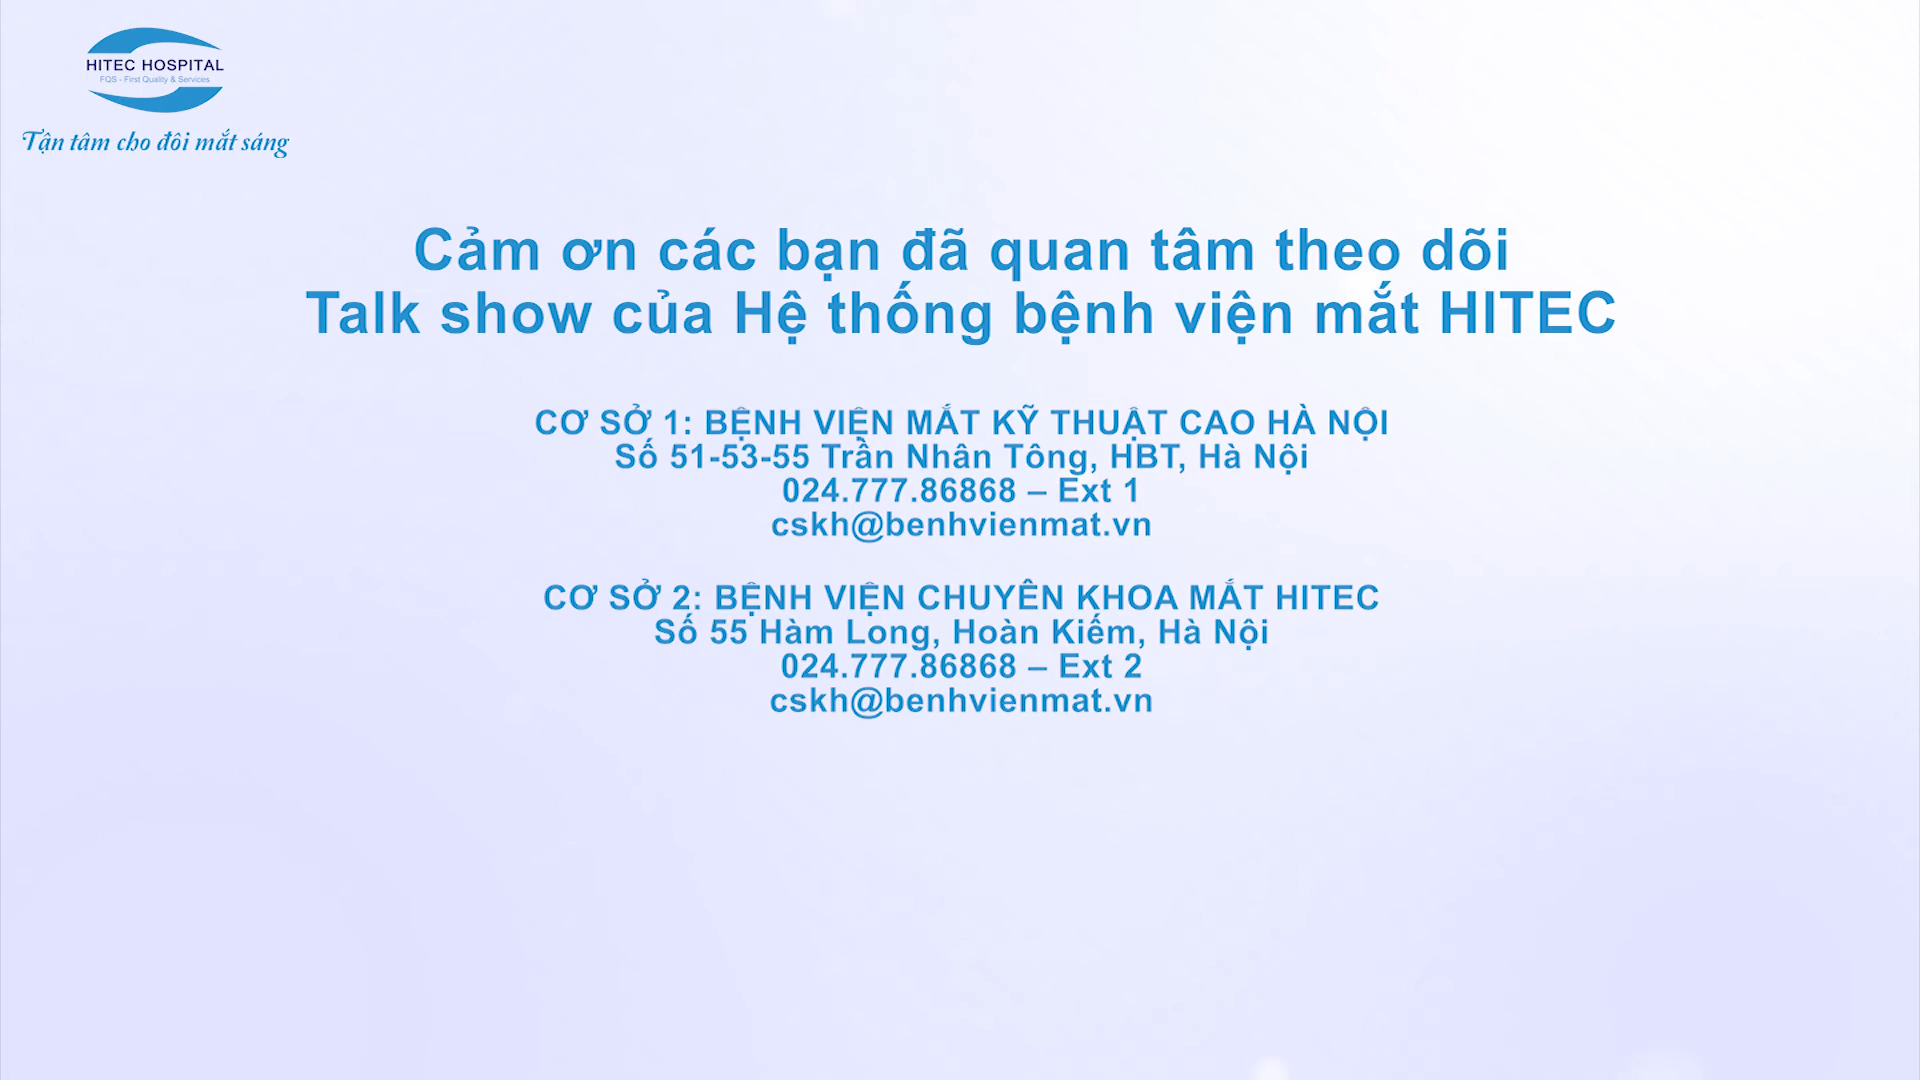 HITEC HOSPITAL
FQS - First Quality & Services
Tận tâm cho đôi mắt sáng
Cảm ơn các bạn đã quan tâm theo dõi
Talk show của Hệ thống bệnh viện mắt HITEC
CƠ SỞ 1: BỆNH VIỆN MẮT KỸ THUẬT CAO HÀ NỘI
Số 51-53-55 Trần Nhân Tông, HBT, Hà Nội
024.777.86868 – Ext 1
cskh@benhvienmat.vn
CƠ SỞ 2: BỆNH VIỆN CHUYÊN KHOA MẮT HITEC
Số 55 Hàm Long, Hoàn Kiếm, Hà Nội
024.777.86868 – Ext 2
cskh@benhvienmat.vn